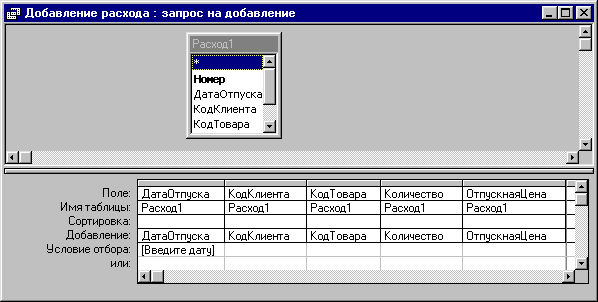 Добавление расхода : запрос на добавление
Расход1
*
Номер
ДатаОтпуска
КодКлиента
КодТовара
Поле: ДатаОтпуска КодКлиента КодТовара Количество ОтпускнаяЦена
Имя таблицы: Расход1 Расход1 Расход1 Расход1 Расход1
Сортировка:
Добавление: ДатаОтпуска КодКлиента КодТовара Количество ОтпускнаяЦена
Условие отбора: [Введите дату]
или: